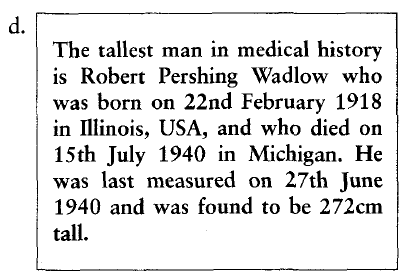 d.
The tallest man in medical history
is Robert Pershing Wadlow who
was born on 22nd February 1918
in Illinois, USA, and who died on
15th July 1940 in Michigan. He
was last measured on 27th June
1940 and was found to be 272cm
tall.